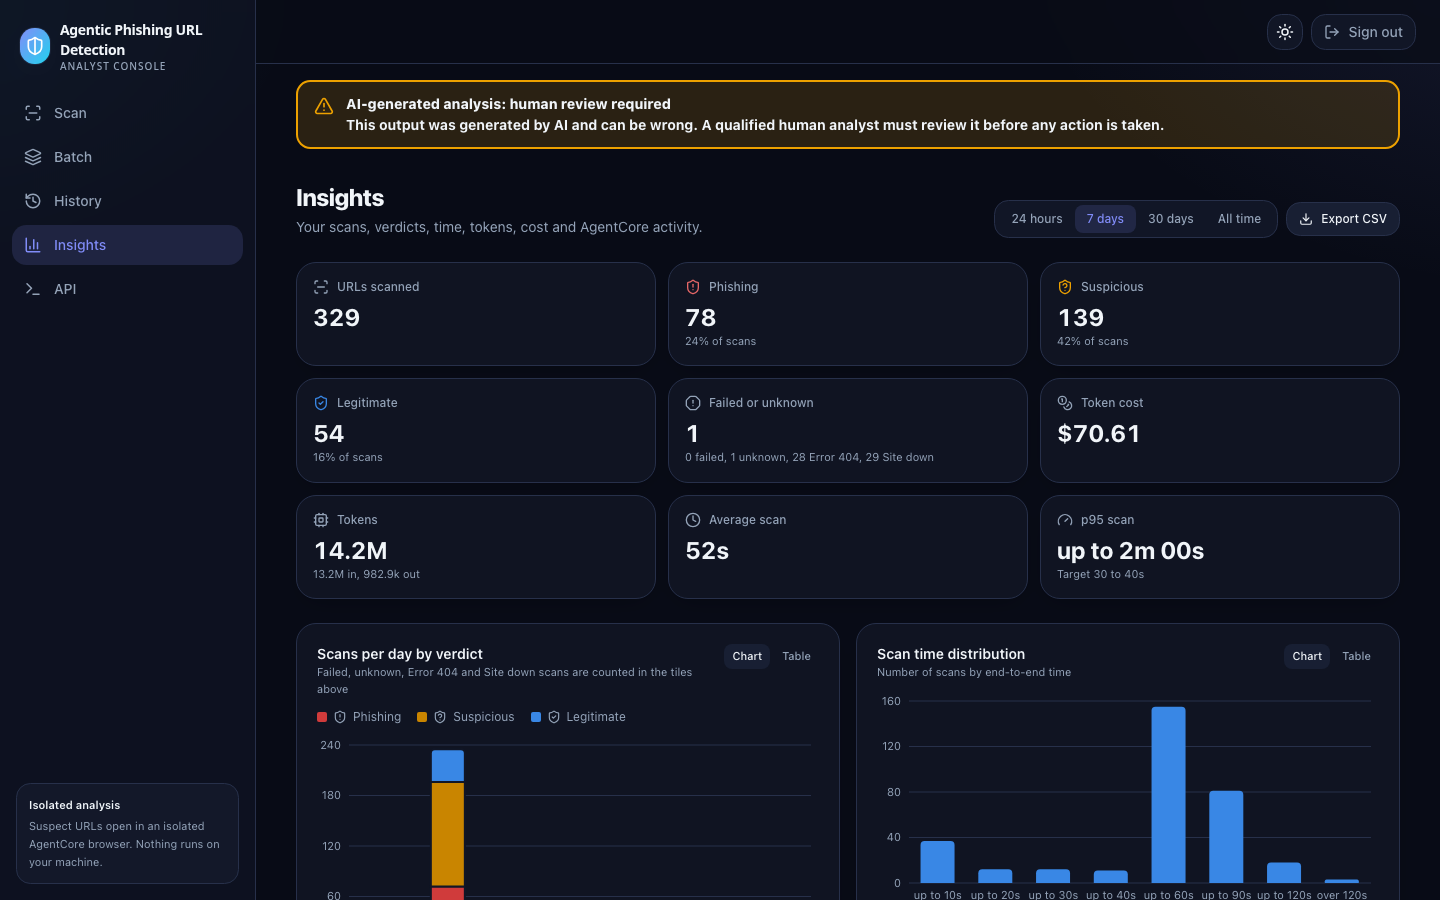 Agentic Phishing URL
Detection
ANALYST CONSOLE
Scan
Batch
History
Insights
API
Isolated analysis
Suspect URLs open in an isolated
AgentCore browser. Nothing runs on
your machine.
Sign out
AI-generated analysis: human review required
This output was generated by AI and can be wrong. A qualified human analyst must review it before any action is taken.
Insights
Your scans, verdicts, time, tokens, cost and AgentCore activity.
24 hours 7 days 30 days All time Export CSV
URLs scanned
329
Phishing
78
24% of scans
Suspicious
139
42% of scans
Legitimate
54
16% of scans
Failed or unknown
1
0 failed, 1 unknown, 28 Error 404, 29 Site down
Token cost
$70.61
Tokens
14.2M
13.2M in, 982.9k out
Average scan
52s
p95 scan
up to 2m 00s
Target 30 to 40s
Scans per day by verdict
Failed, unknown, Error 404 and Site down scans are counted in the tiles
above
Chart Table
Phishing Suspicious Legitimate
240
180
120
60
Scan time distribution
Number of scans by end-to-end time
Chart Table
160
120
80
40
0
up to 10s up to 20s up to 30s up to 40s up to 60s up to 90s up to 120s over 120s